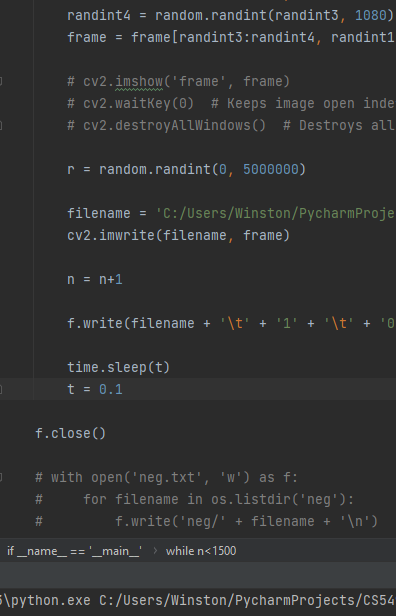 randint4 = random.randint(randint3, 1080)
frame = frame[randint3:randint4, randint1
# cv2.imshow('frame', frame)
# cv2.waitKey(0)  # Keeps image open inde
# cv2.destroyAllWindows()  # Destroys all
r = random.randint(0, 5000000)
filename = 'C:/Users/Winston/PycharmProje
cv2.imwrite(filename, frame)
n = n+1
f.write(filename + '\t' + '1' + '\t' + '0
time.sleep(t)
t = 0.1
f.close()
# with open('neg.txt', 'w') as f:
#     for filename in os.listdir('neg'):
#         f.write('neg/' + filename + '\n')
if __name__ == '__main__' › while n<1500
6\python.exe C:/Users/Winston/PycharmProjects/CS54